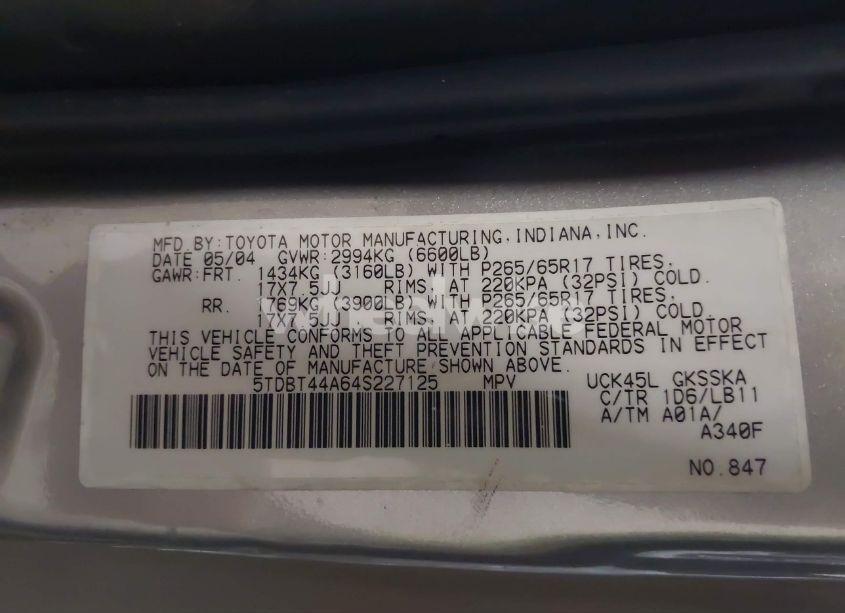 MFD.BY:TOYOTA MOTOR MANUFACTURING,INDIANA,INC.
DATE 05/04 GVWR:2994KG (6600LB)
GAWR:FRT. 1434KG (3160LB) WITH P265/65R17 TIRES,
17X7.5JJ RIMS, AT 220KPA (32PSI) COLD.
RR. 1769KG (3900LB) WITH P265/65R17 TIRES,
17X7.5JJ RIMS, AT 220KPA (32PSI) COLD.
THIS VEHICLE CONFORMS TO ALL APPLICABLE FEDERAL MOTOR
VEHICLE SAFETY AND THEFT PREVENTION STANDARDS IN EFFECT
ON THE DATE OF MANUFACTURE SHOWN ABOVE.
5TDBT44A64S227125 MPV UCK45L GKSSKA
C/TR 1D6/LB11
A/TM A01A/
A340F
NO.847